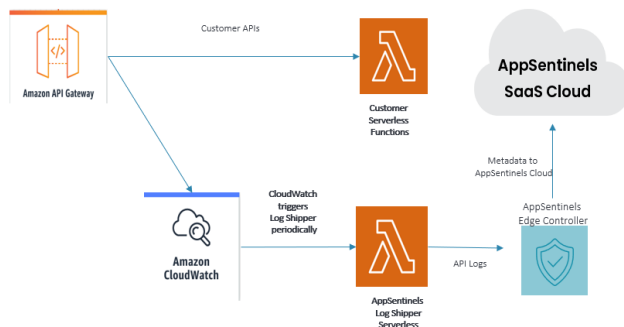 Customer APIs
Amazon API Gateway
AppSentinels
SaaS Cloud
Customer
Serverless
Functions
Metadata to
AppSentinels Cloud
CloudWatch
triggers
Log Shipper
periodically
AppSentinels
Edge Controller
Amazon
CloudWatch
API Logs
AppSentinels
Log Shipper
Serverless